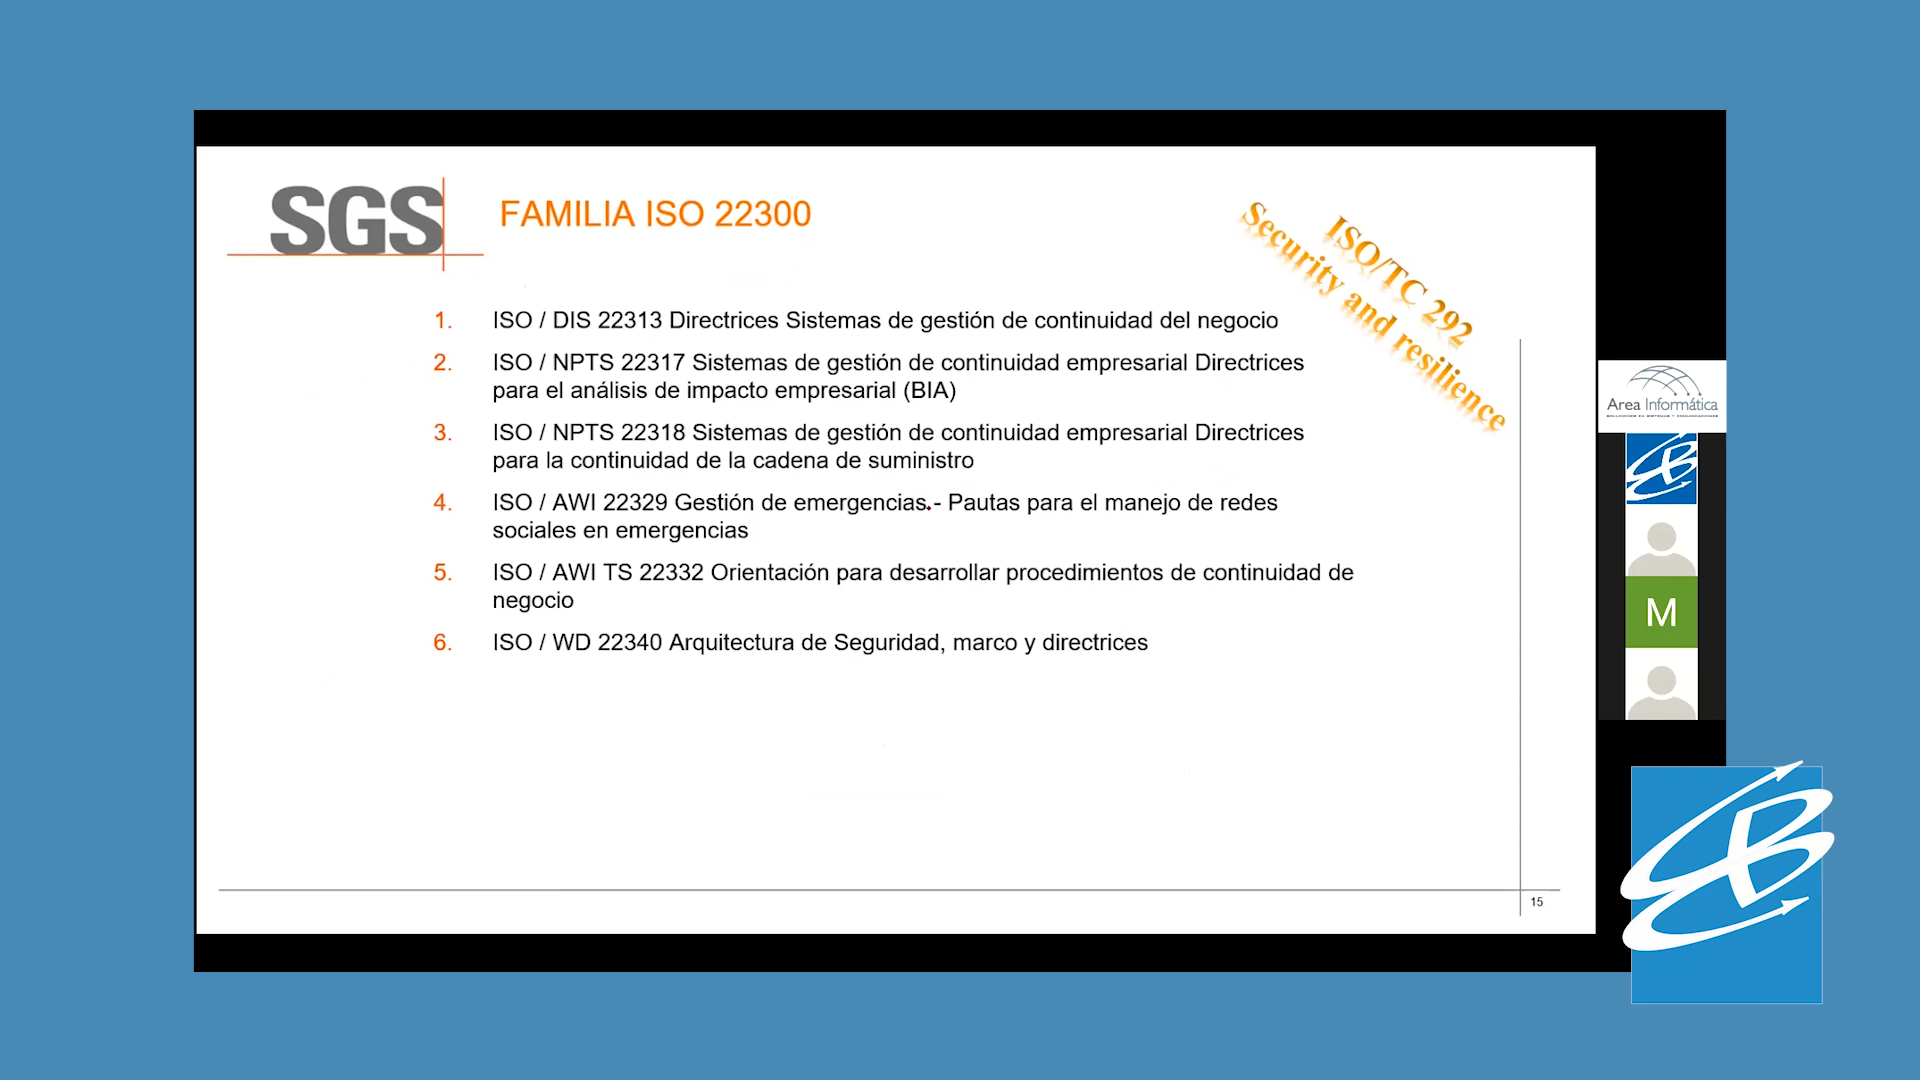 SGS
FAMILIA ISO 22300
ISO/TC 292
Security and resilience
1. ISO / DIS 22313 Directrices Sistemas de gestión de continuidad del negocio
2. ISO / NPTS 22317 Sistemas de gestión de continuidad empresarial Directrices
para el análisis de impacto empresarial (BIA)
3. ISO / NPTS 22318 Sistemas de gestión de continuidad empresarial Directrices
para la continuidad de la cadena de suministro
4. ISO / AWI 22329 Gestión de emergencias.- Pautas para el manejo de redes
sociales en emergencias
5. ISO / AWI TS 22332 Orientación para desarrollar procedimientos de continuidad de
negocio
6. ISO / WD 22340 Arquitectura de Seguridad, marco y directrices
15
Area Informática
M